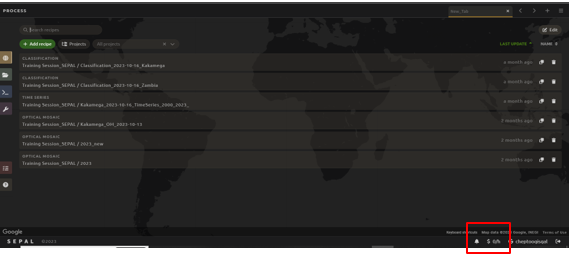 PROCESS
New_Tab
Search recipes
Edit
+ Add recipe
Projects
All projects
LAST UPDATE
NAME
CLASSIFICATION
Training Session_SEPAL / Classification_2023-10-16_Kakamega
a month ago
CLASSIFICATION
Training Session_SEPAL / Classification_2023-10-16_Zambia
a month ago
TIME SERIES
Training Session_SEPAL / Kakamega_2023-10-16_TimeSeries_2000_2023_
a month ago
OPTICAL MOSAIC
Training Session_SEPAL / Kakamega_OM_2023-10-13
2 months ago
OPTICAL MOSAIC
Training Session_SEPAL / 2023_new
2 months ago
OPTICAL MOSAIC
Training Session_SEPAL / 2023
2 months ago
Google
Keyboard shortcuts
Map data ©2023 Google, INEGI
Terms of Use
SEPAL
©2023
$ 0/h